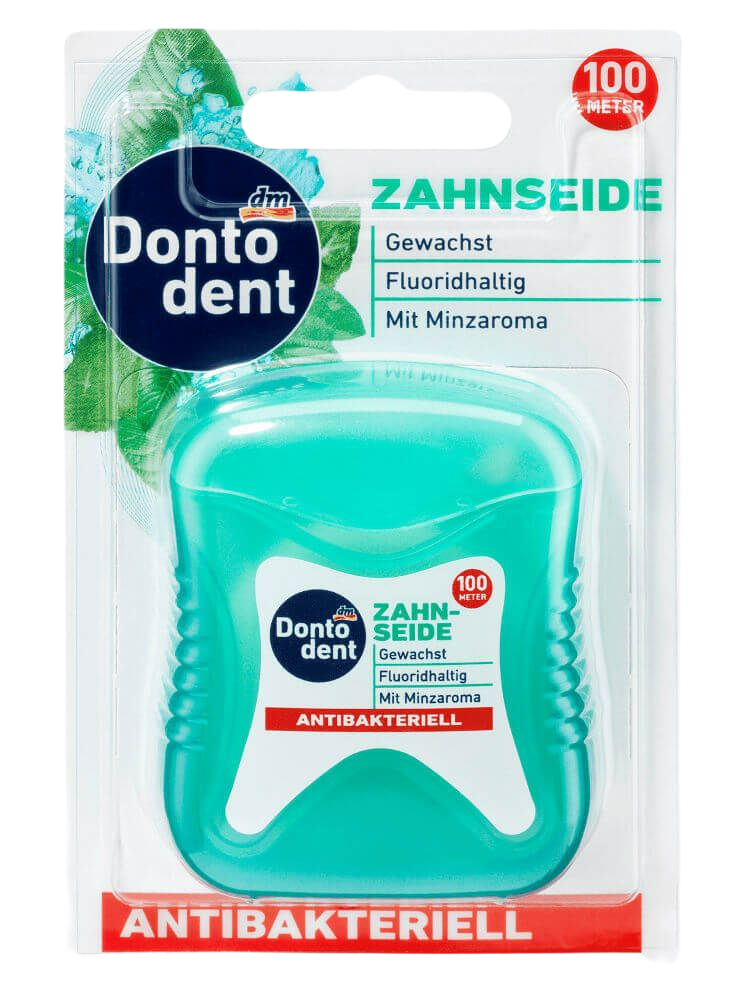 100
METER
dm
Donto
dent
ZAHNSEIDE
Gewachst
Fluoridhaltig
Mit Minzaroma
100
METER
dm
Donto
dent
ZAHN-
SEIDE
Gewachst
Fluoridhaltig
Mit Minzaroma
ANTIBAKTERIELL
ANTIBAKTERIELL